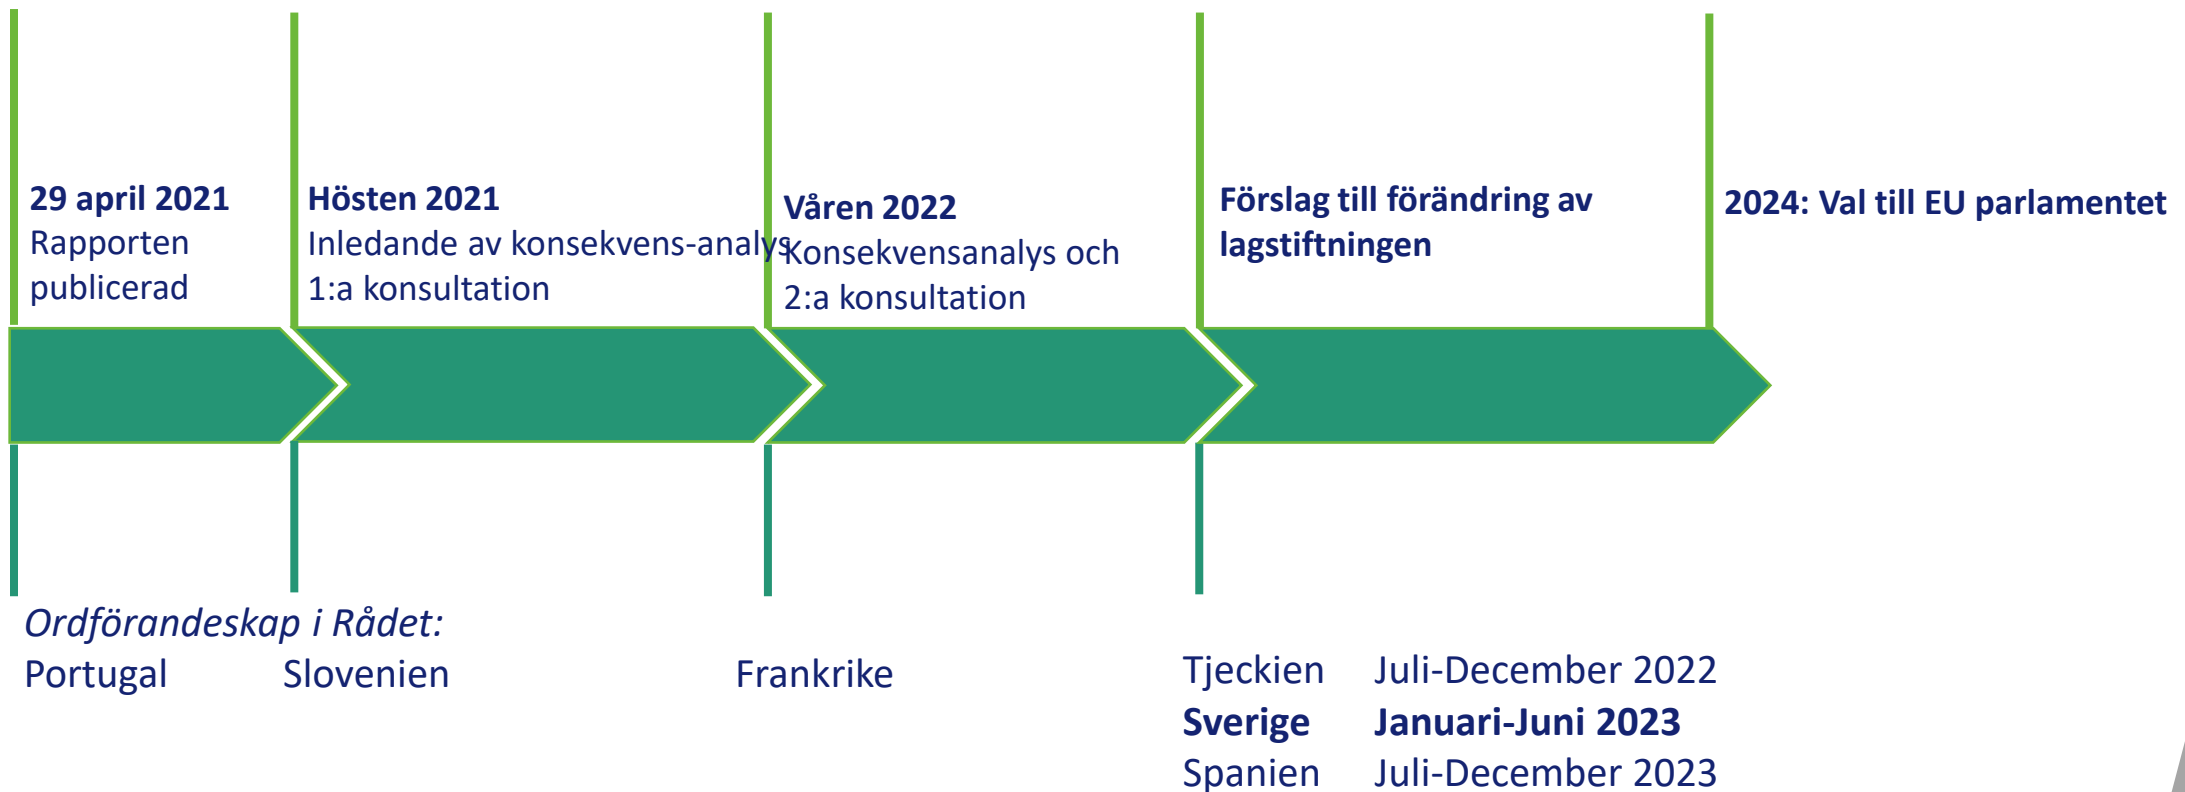 29 april 2021
Rapporten
publicerad
Hösten 2021
Inledande av konsekvens-analys
1:a konsultation
Våren 2022
Konsekvensanalys och
2:a konsultation
Förslag till förändring av
lagstiftningen
2024: Val till EU parlamentet
Ordförandeskap i Rådet:
Portugal
Slovenien
Frankrike
Tjeckien Juli-December 2022
Sverige Januari-Juni 2023
Spanien Juli-December 2023